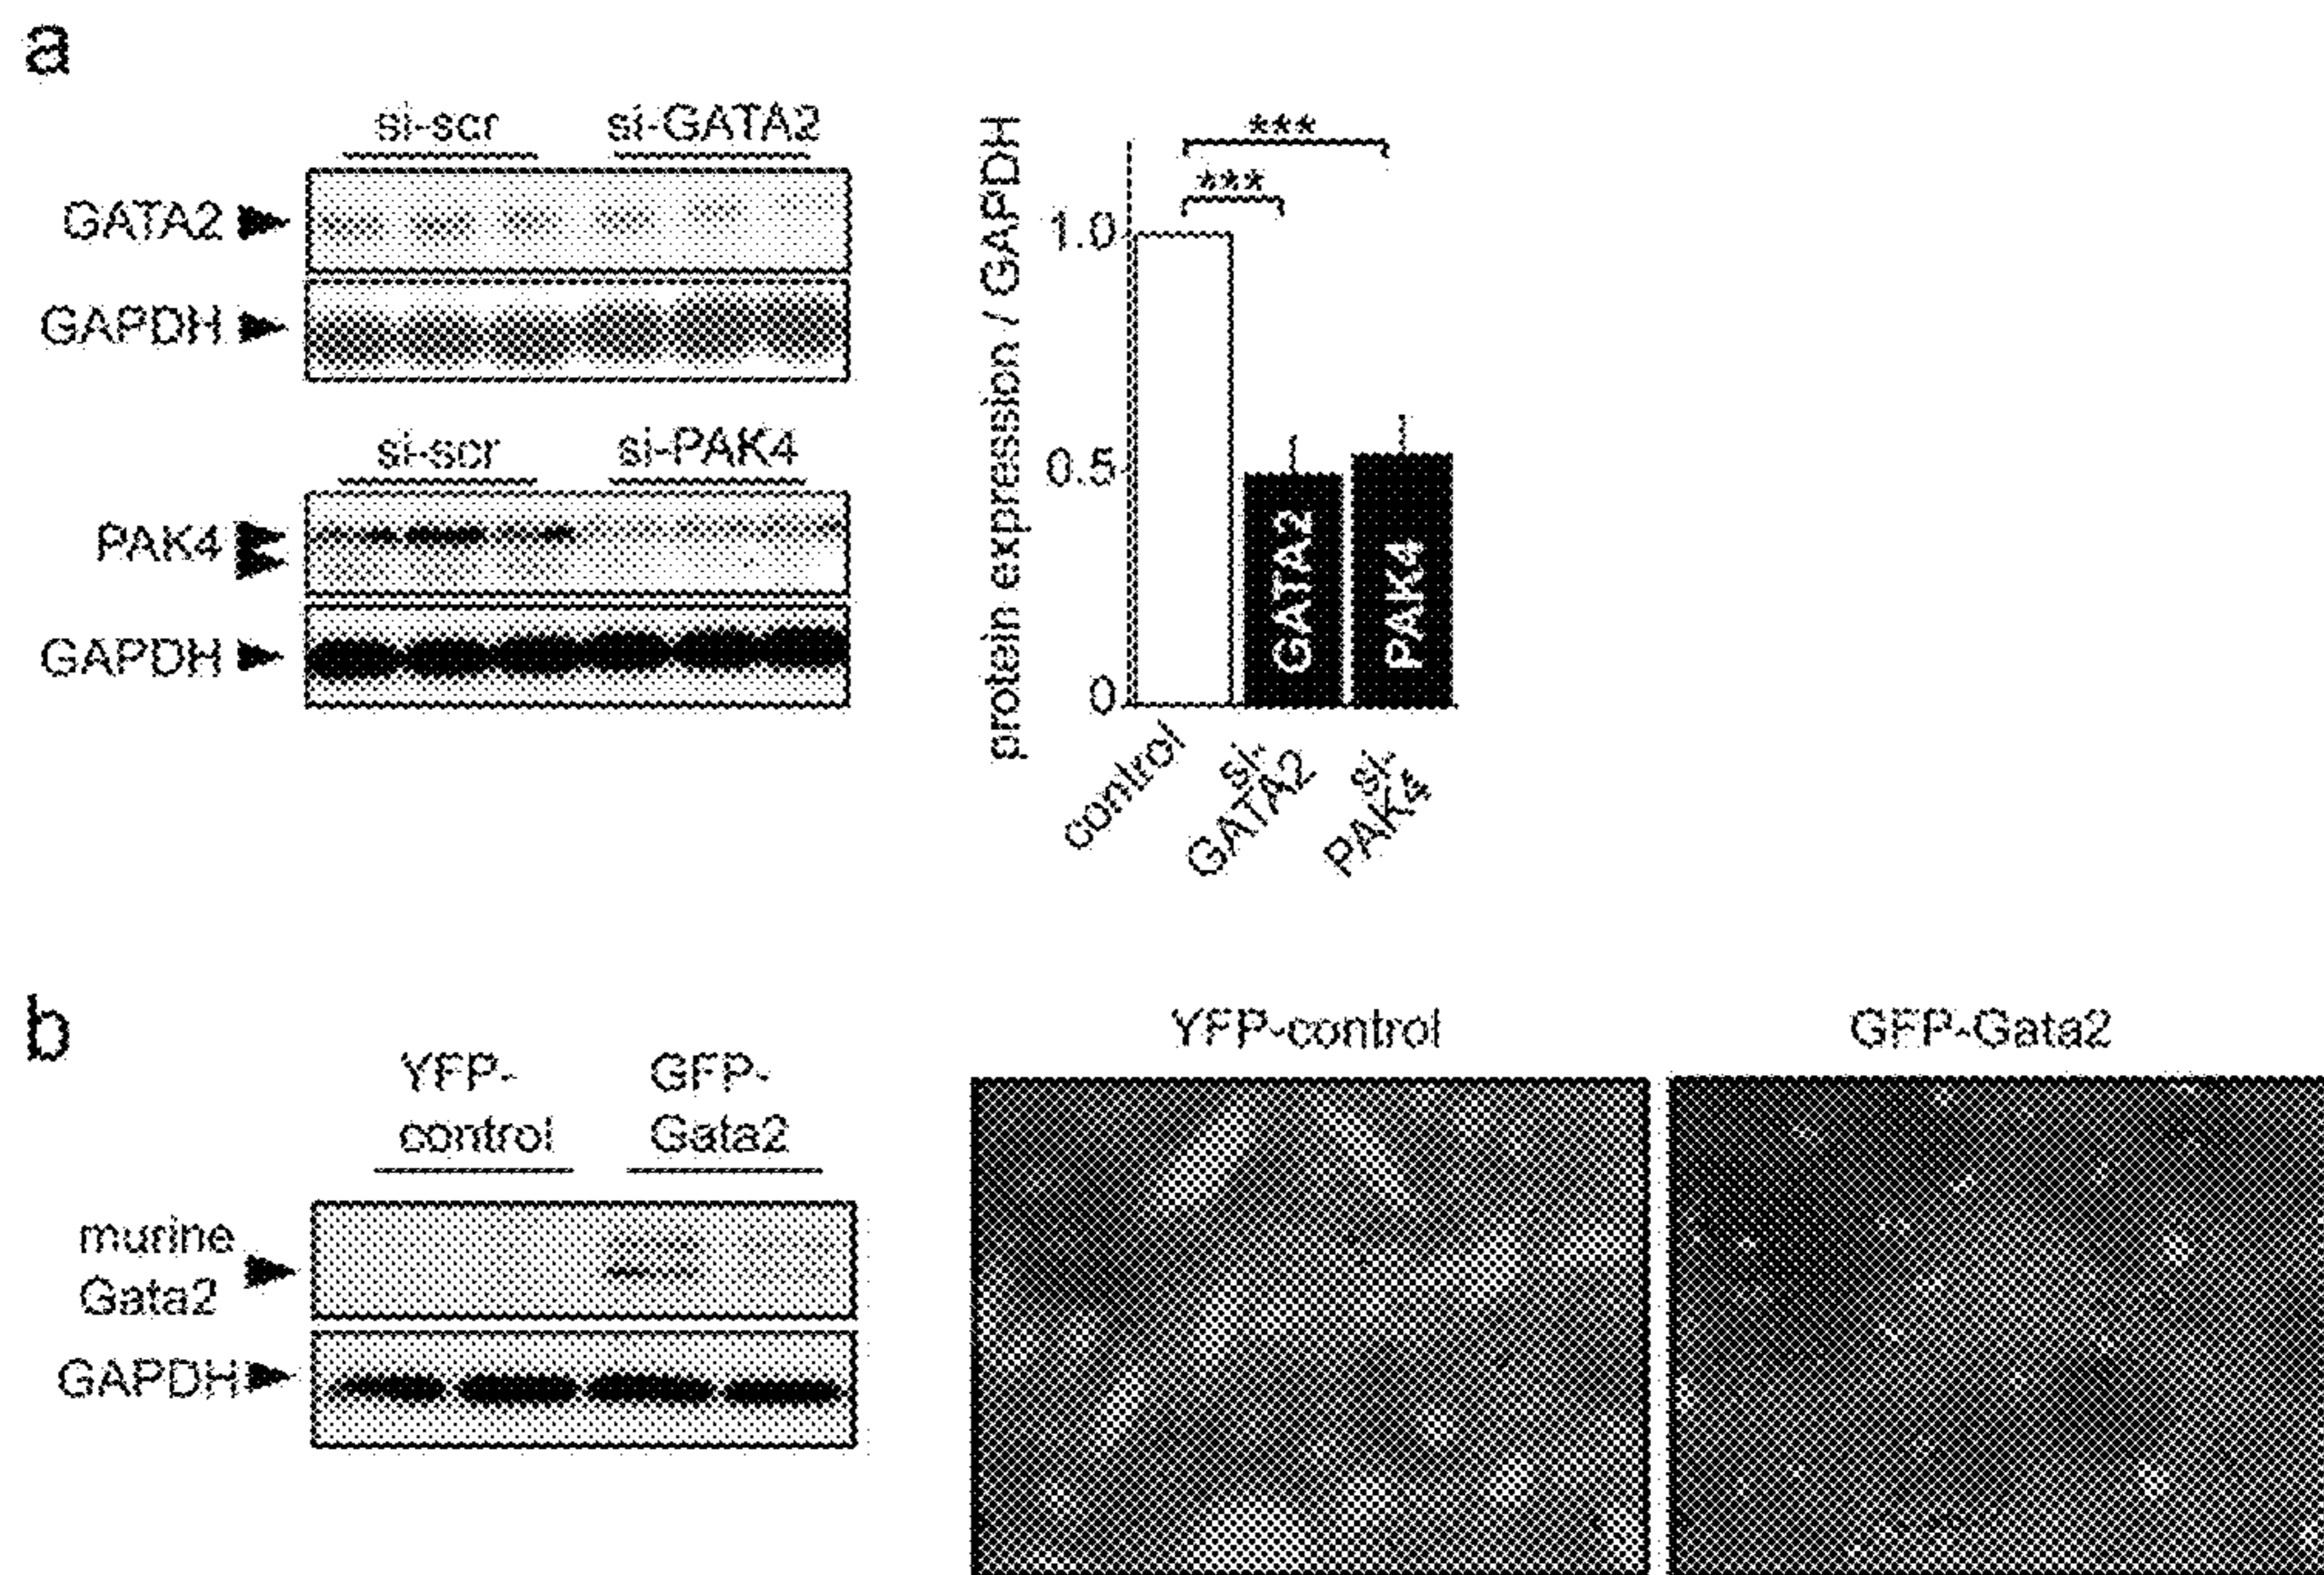 a
si-scr si-GATA2
GATA2
GAPDH
si-scr si-PAK4
PAK4
GAPDH
protein expression / GAPDH
***
***
1.0
0.5
0
GATA2
PAK4
control
si-
GATA2
si-
PAK4
b
YFP-
control
GFP-
Gata2
murine
Gata2
GAPDH
YFP-control
GFP-Gata2